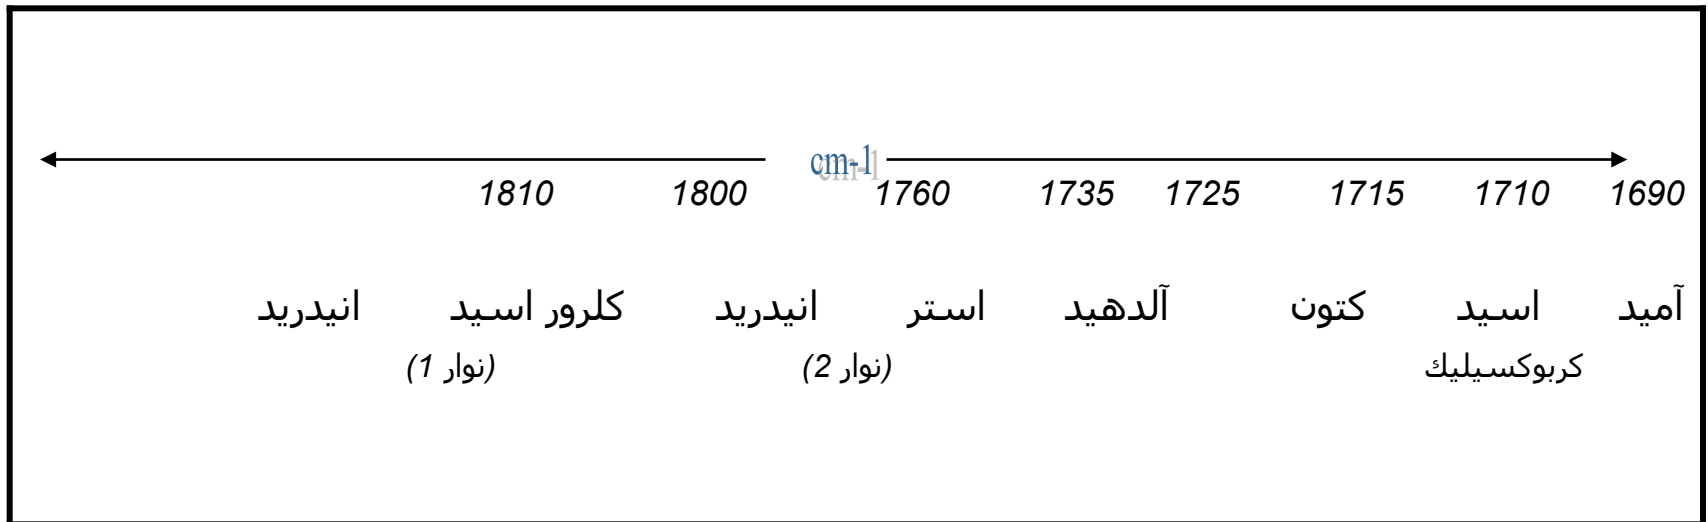 cm-1
1810 1800 1760 1735 1725 1715 1710 1690
آمید اسید کتون آلدهید استر انیدرید کلرور اسید انیدرید
کربوکسیلیك (نوار 2) (نوار 1)